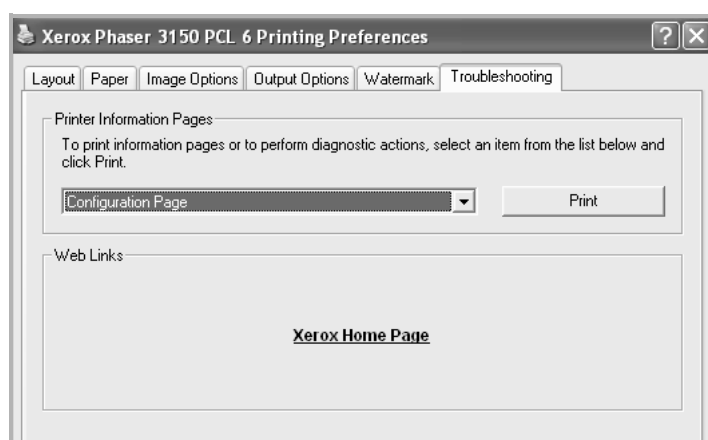 Xerox Phaser 3150 PCL 6 Printing Preferences
Layout Paper Image Options Output Options Watermark Troubleshooting
Printer Information Pages
To print information pages or to perform diagnostic actions, select an item from the list below and
click Print.
Configuration Page Print
Web Links
Xerox Home Page